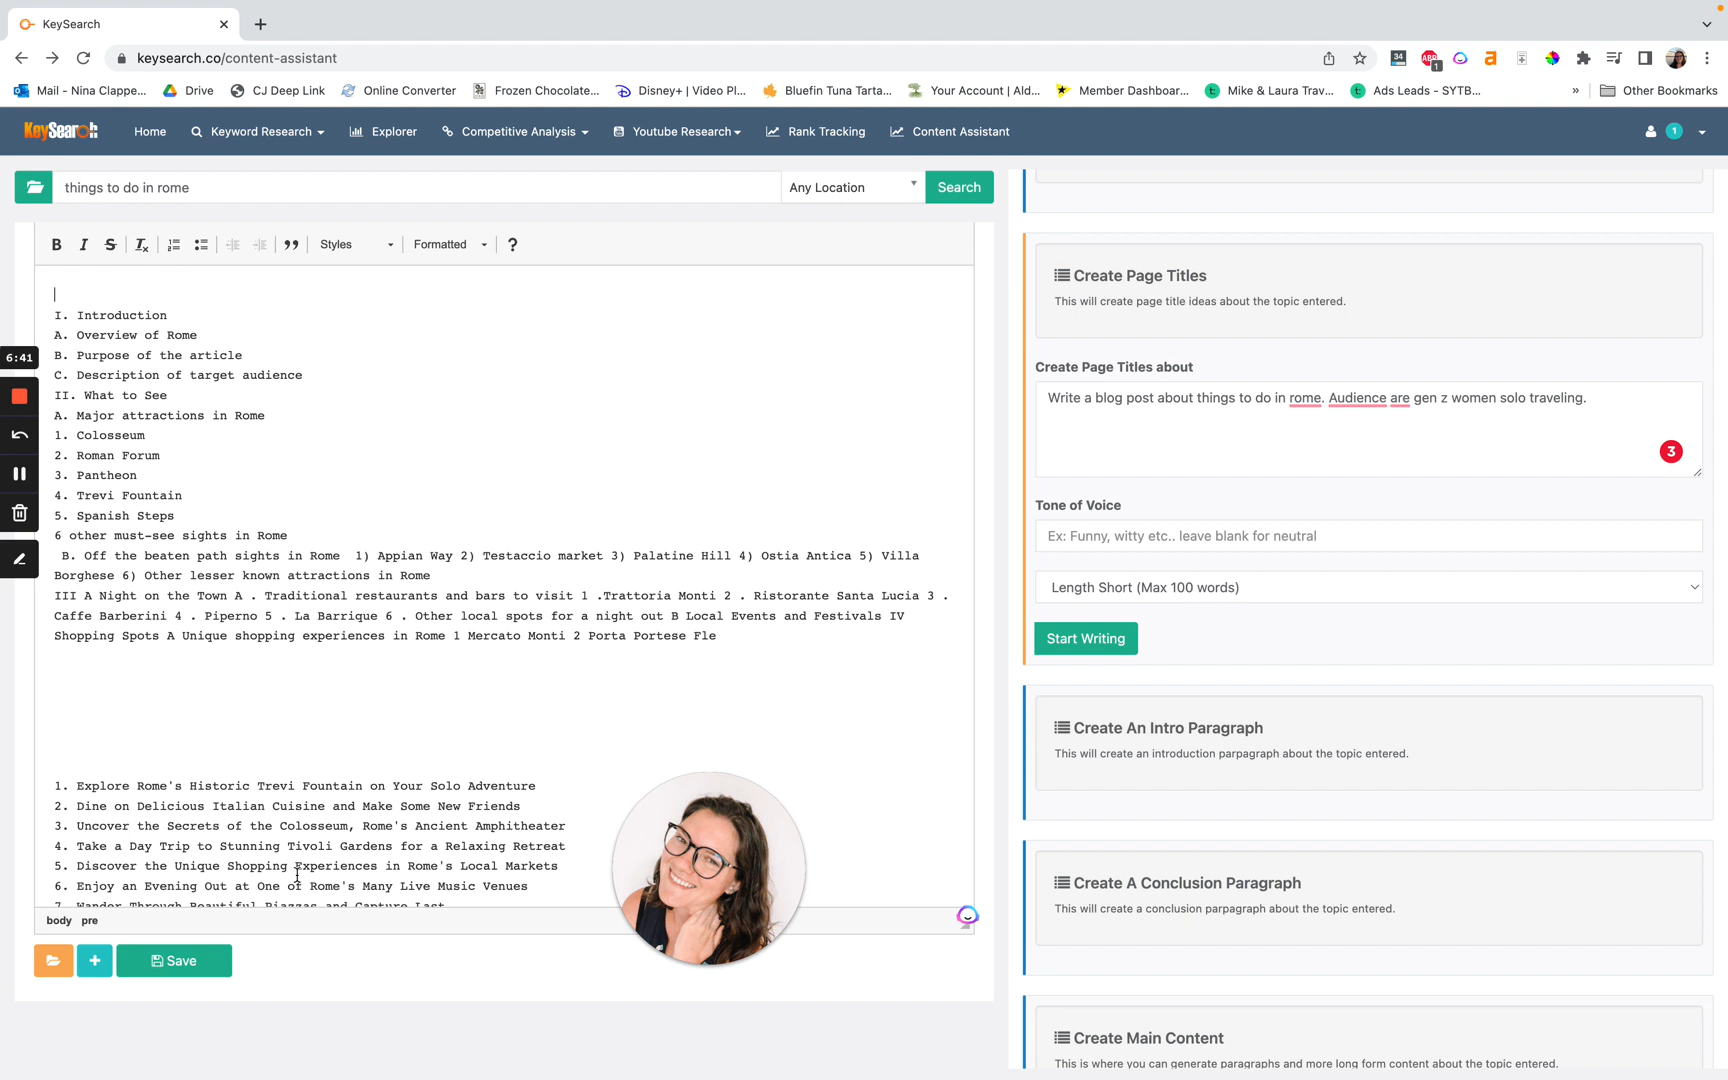 KeySearch
keysearch.co/content-assistant
34
ABP
1
Mail - Nina Clappe...
Drive
CJ Deep Link
Online Converter
Frozen Chocolate...
Disney+ | Video Pl...
Bluefin Tuna Tarta...
Your Account | Ald...
Member Dashboar...
Mike & Laura Trav...
Ads Leads - SYTB...
»
Other Bookmarks
KeySearch
Home
Keyword Research
Explorer
Competitive Analysis
Youtube Research
Rank Tracking
Content Assistant
1
things to do in rome
Any Location
Search
B I S Tx
Styles
Formatted
?
6:41
I. Introduction
A. Overview of Rome
B. Purpose of the article
C. Description of target audience
II. What to See
A. Major attractions in Rome
1. Colosseum
2. Roman Forum
3. Pantheon
4. Trevi Fountain
5. Spanish Steps
6 other must-see sights in Rome
B. Off the beaten path sights in Rome  1) Appian Way 2) Testaccio market 3) Palatine Hill 4) Ostia Antica 5) Villa
Borghese 6) Other lesser known attractions in Rome
III A Night on the Town A . Traditional restaurants and bars to visit 1 .Trattoria Monti 2 . Ristorante Santa Lucia 3 .
Caffe Barberini 4 . Piperno 5 . La Barrique 6 . Other local spots for a night out B Local Events and Festivals IV
Shopping Spots A Unique shopping experiences in Rome 1 Mercato Monti 2 Porta Portese Fle
1. Explore Rome's Historic Trevi Fountain on Your Solo Adventure
2. Dine on Delicious Italian Cuisine and Make Some New Friends
3. Uncover the Secrets of the Colosseum, Rome's Ancient Amphitheater
4. Take a Day Trip to Stunning Tivoli Gardens for a Relaxing Retreat
5. Discover the Unique Shopping Experiences in Rome's Local Markets
6. Enjoy an Evening Out at One of Rome's Many Live Music Venues
7. Wander Through Beautiful Piazzas and Capture Last
body pre
Save
Create Page Titles
This will create page title ideas about the topic entered.
Create Page Titles about
Write a blog post about things to do in rome. Audience are gen z women solo traveling.
3
Tone of Voice
Ex: Funny, witty etc.. leave blank for neutral
Length Short (Max 100 words)
Start Writing
Create An Intro Paragraph
This will create an introduction parpagraph about the topic entered.
Create A Conclusion Paragraph
This will create a conclusion parpagraph about the topic entered.
Create Main Content
This is where you can generate paragraphs and more long form content about the topic entered.